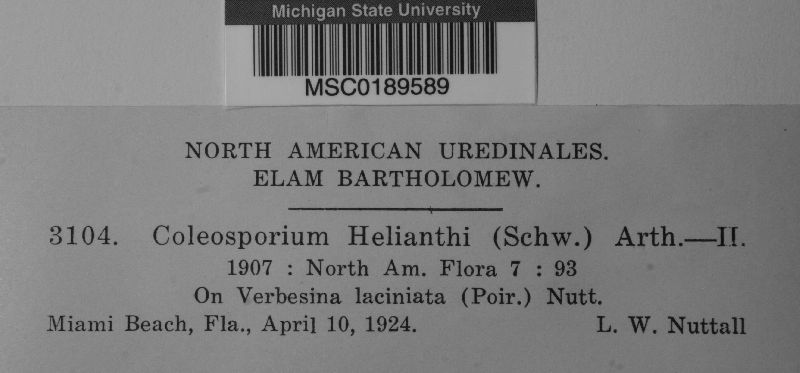 Michigan State University
MSC0189589
NORTH AMERICAN UREDINALES.
ELAM BARTHOLOMEW.
3104. Coleosporium Helianthi (Schw.) Arth.—II.
1907 : North Am. Flora 7 : 93
On Verbesina laciniata (Poir.) Nutt.
Miami Beach, Fla., April 10, 1924. L. W. Nuttall